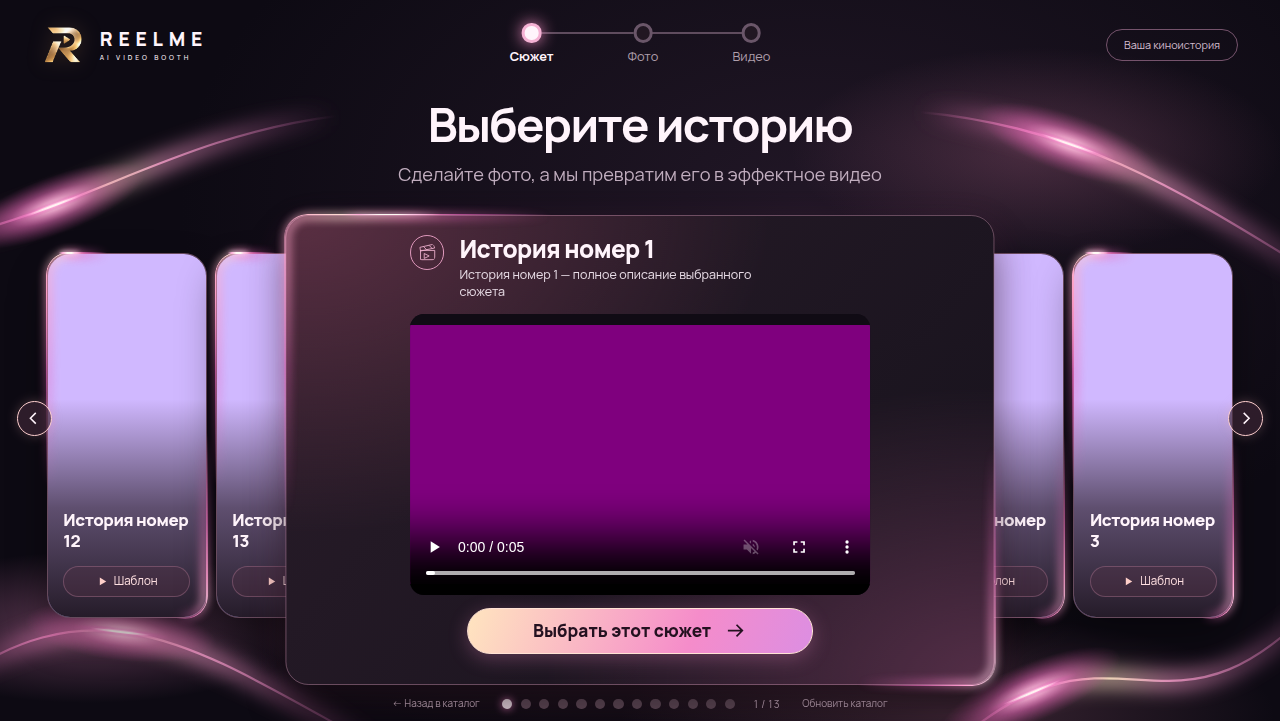 REELME
AI VIDEO BOOTH
Сюжет
Фото
Видео
Ваша киноистория
Выберите историю
Сделайте фото, а мы превратим его в эффектное видео
История номер 1
История номер 1 — полное описание выбранного
сюжета
0:00 / 0:05
Выбрать этот сюжет →
История номер
12
Шаблон
13
номер
История номер
3
Шаблон
← Назад в каталог
1 / 13
Обновить каталог